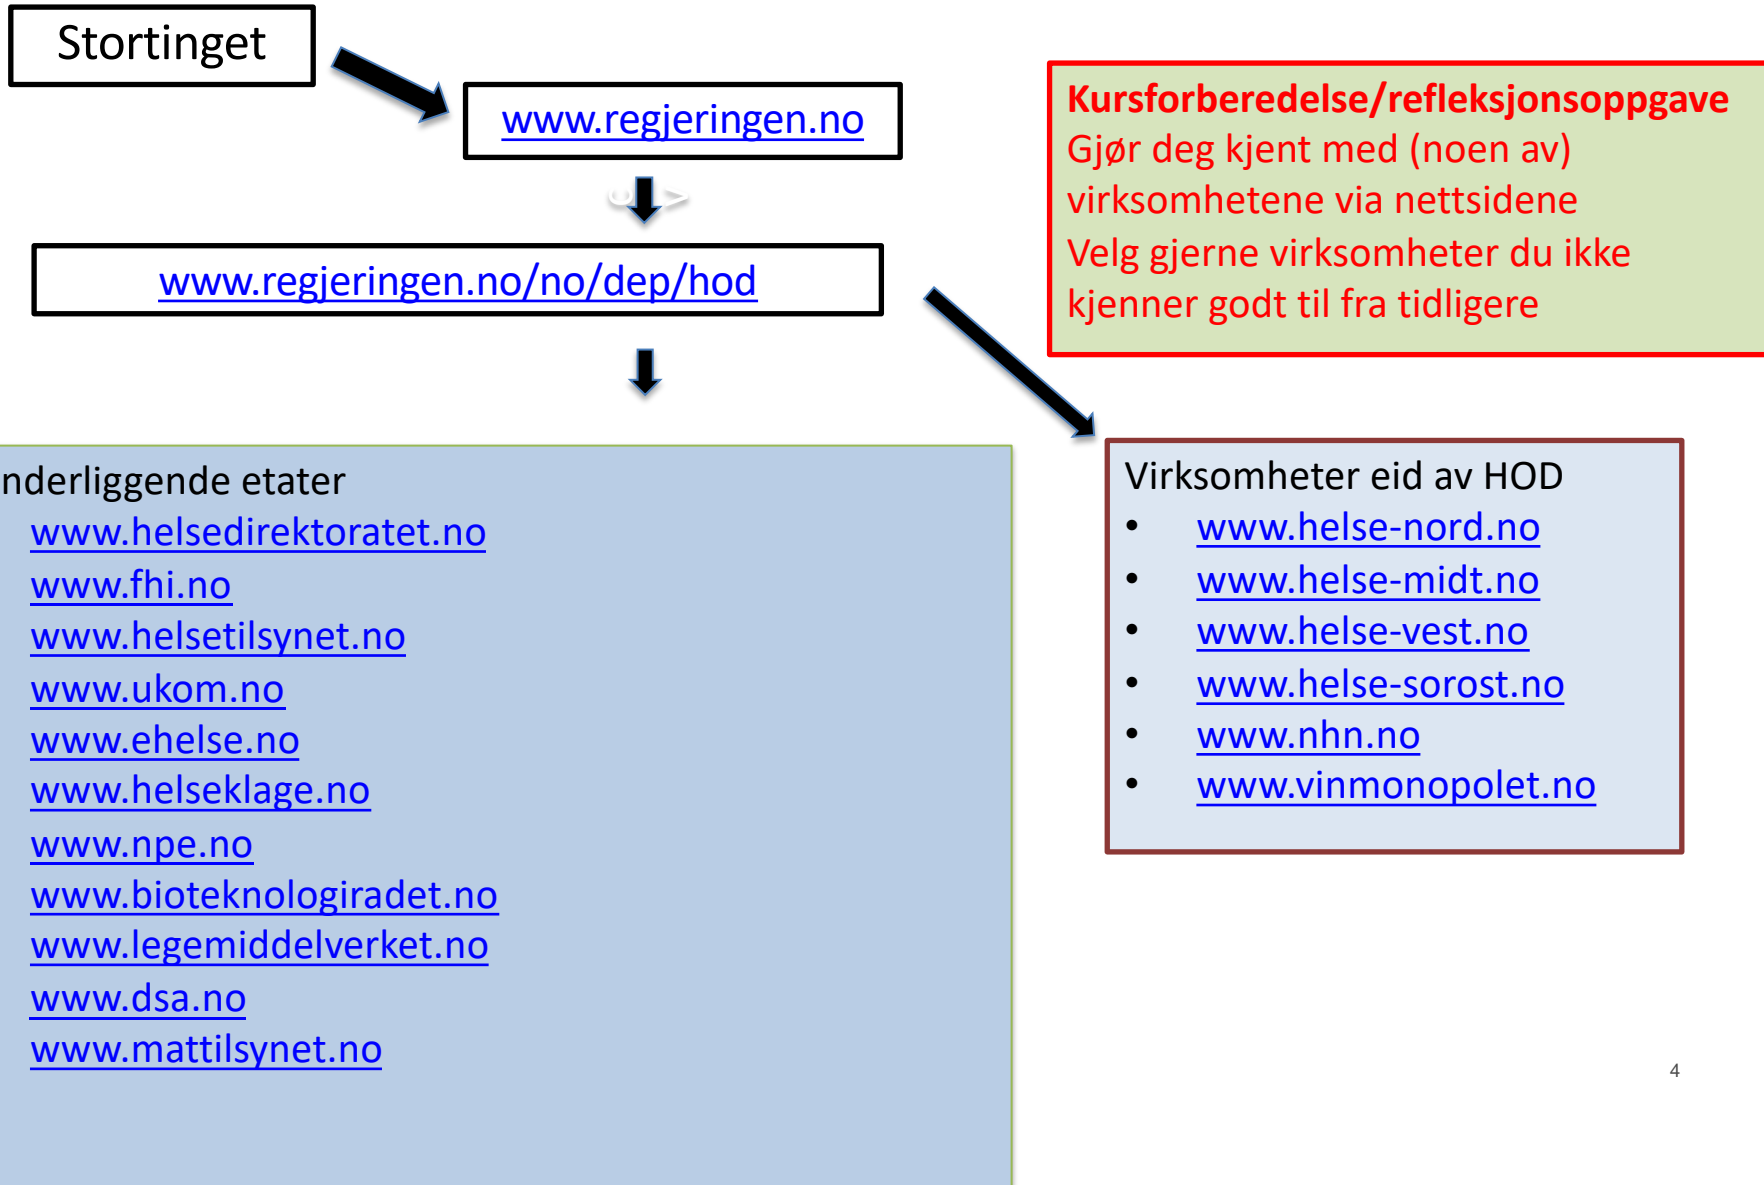 Stortinget
www.regjeringen.no
Kursforberedelse/refleksjonsoppgave
Gjør deg kjent med (noen av)
virksomhetene via nettsidene
Velg gjerne virksomheter du ikke
kjenner godt til fra tidligere
www.regjeringen.no/no/dep/hod
nderliggende etater
www.helsedirektoratet.no
www.fhi.no
www.helsetilsynet.no
www.ukom.no
www.ehelse.no
www.helseklage.no
www.npe.no
www.bioteknologiradet.no
www.legemiddelverket.no
www.dsa.no
www.mattilsynet.no
Virksomheter eid av HOD
• www.helse-nord.no
• www.helse-midt.no
• www.helse-vest.no
• www.helse-sorost.no
• www.nhn.no
• www.vinmonopolet.no
4